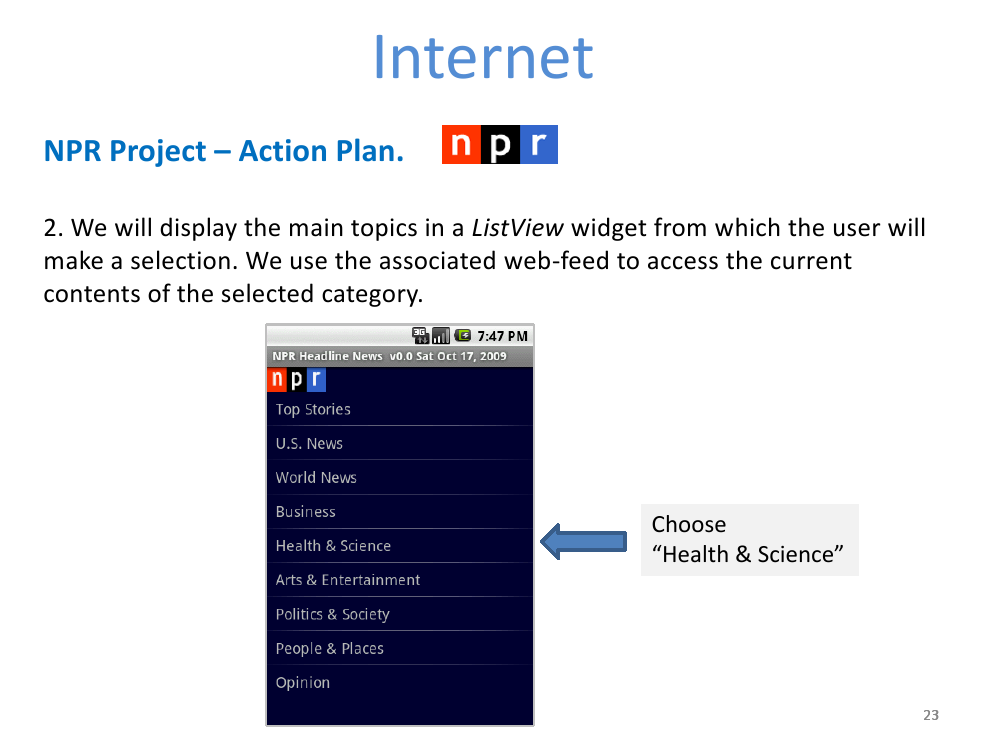 Internet
NPR Project – Action Plan.
npr
2. We will display the main topics in a ListView widget from which the user will
make a selection. We use the associated web-feed to access the current
contents of the selected category.
3G 7:47 PM
NPR Headline News v0.0 Sat Oct 17, 2009
npr
Top Stories
U.S. News
World News
Business
Health & Science
Arts & Entertainment
Politics & Society
People & Places
Opinion
Choose
“Health & Science”
23